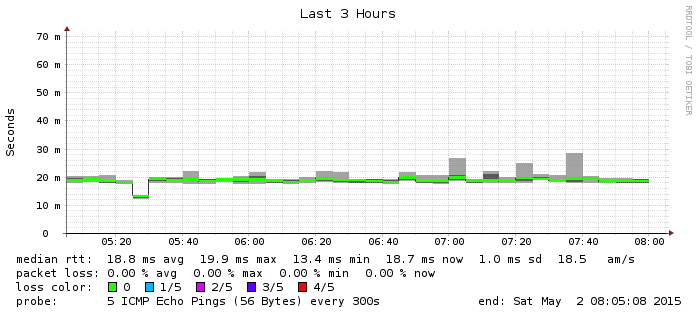 Last 3 Hours
RRDTOOL / TOBI OETIKER
Seconds
70 m
60 m
50 m
40 m
30 m
20 m
10 m
0
05:20 05:40 06:00 06:20 06:40 07:00 07:20 07:40 08:00
median rtt: 18.8 ms avg 19.9 ms max 13.4 ms min 18.7 ms now 1.0 ms sd 18.5 am/s
packet loss: 0.00 % avg 0.00 % max 0.00 % min 0.00 % now
loss color: 0 1/5 2/5 3/5 4/5
probe: 5 ICMP Echo Pings (56 Bytes) every 300s end: Sat May 2 08:05:08 2015